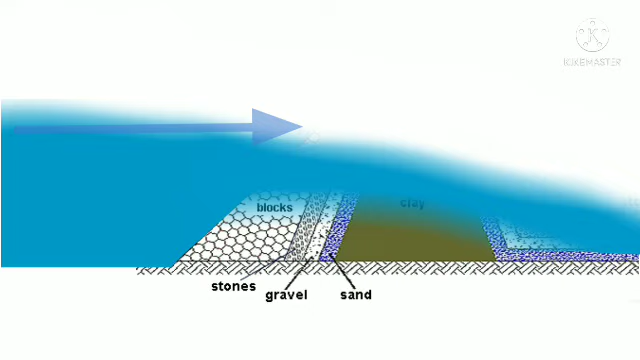 KINEMASTER
blocks
clay
stones
gravel
sand